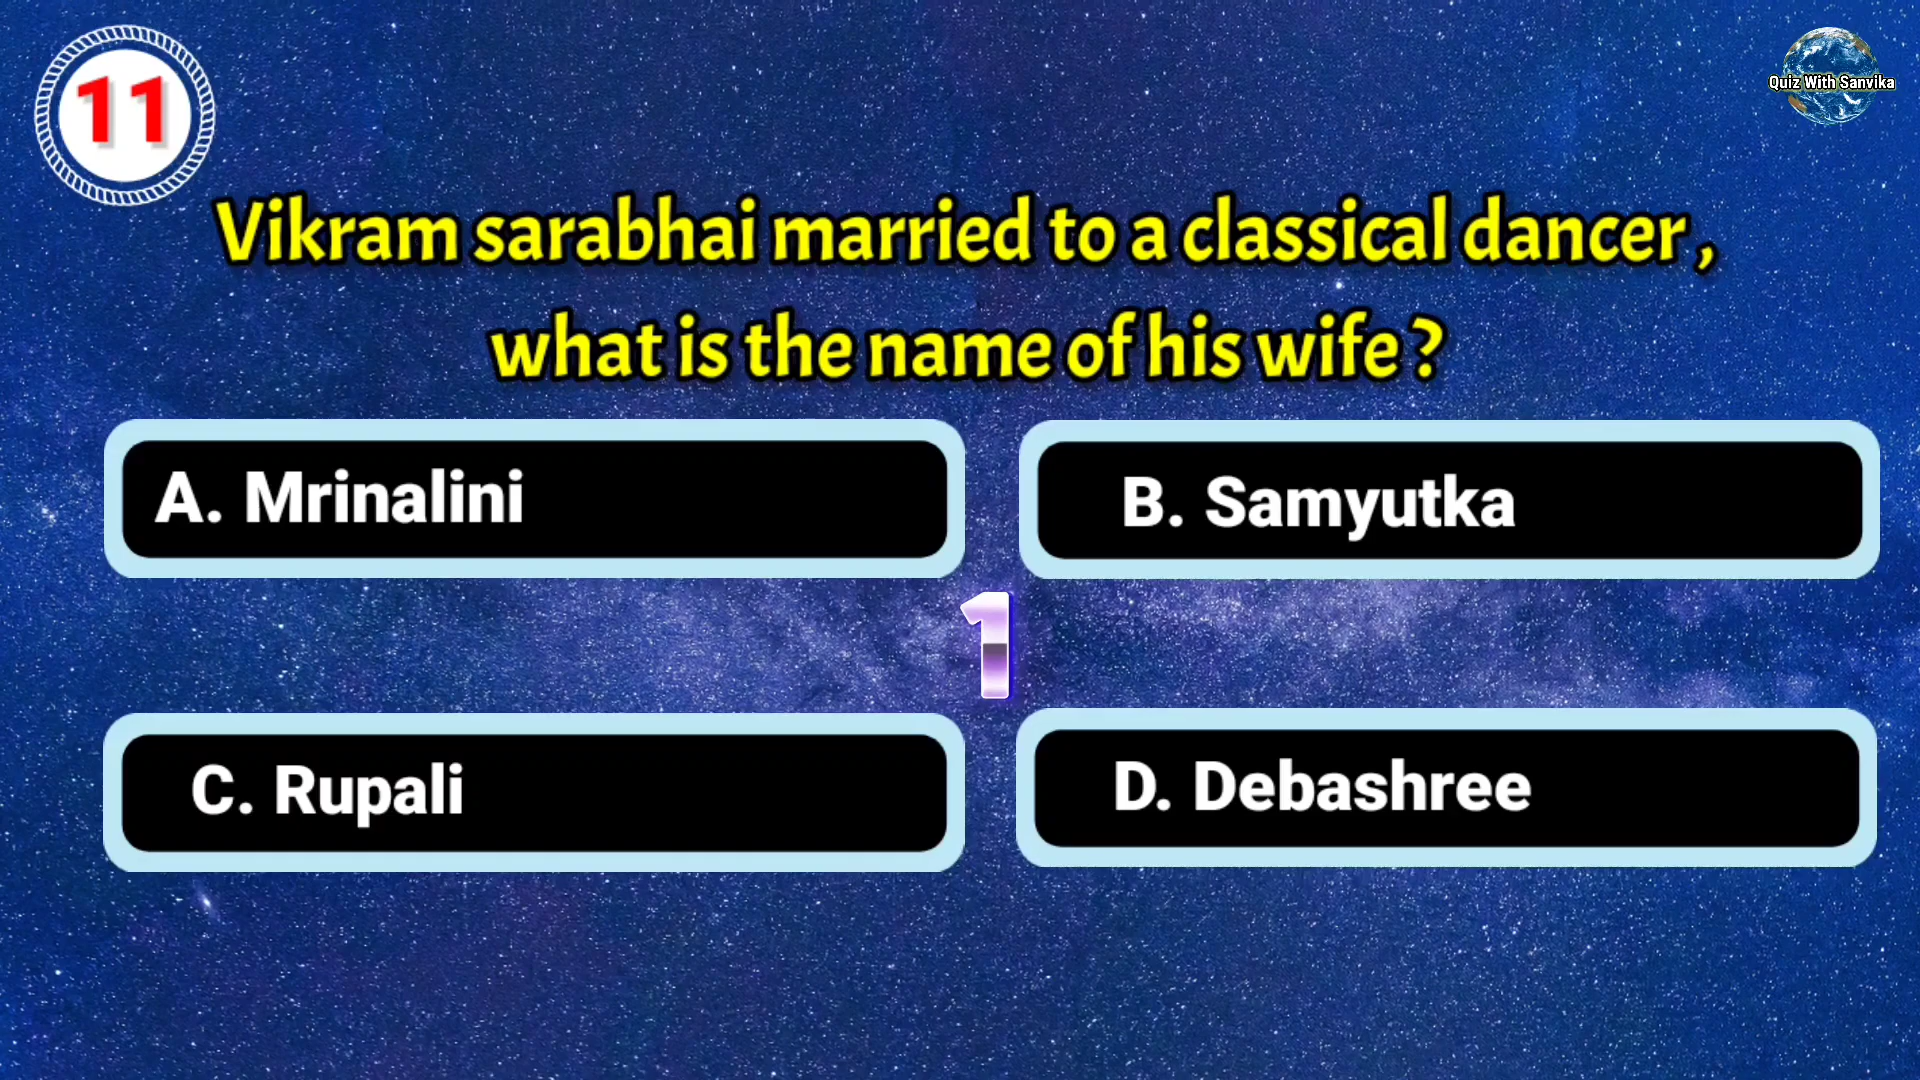 11
Quiz With Sanvika
Vikram sarabhai married to a classical dancer ,
what is the name of his wife ?
A. Mrinalini
B. Samyutka
1
C. Rupali
D. Debashree